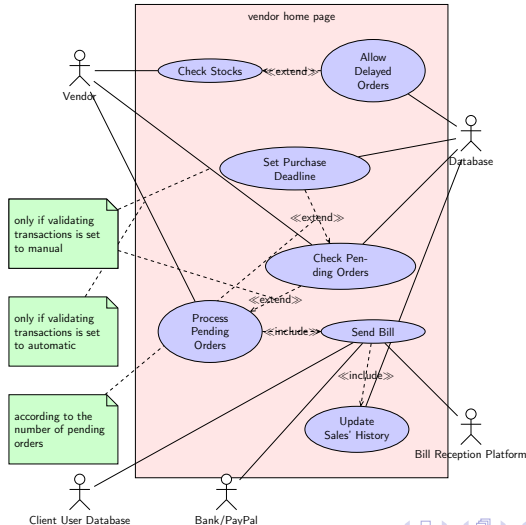 vendor home page
Check Stocks
≪extend≫
Allow
Delayed
Orders
Vendor
Database
Set Purchase
Deadline
≪extend≫
only if validating
transactions is set
to manual
Check Pen-
ding Orders
≪extend≫
only if validating
transactions is set
to automatic
Process
Pending
Orders
≪include≫
Send Bill
≪include≫
according to the
number of pending
orders
Update
Sales' History
Bill Reception Platform
Client User Database
Bank/PayPal